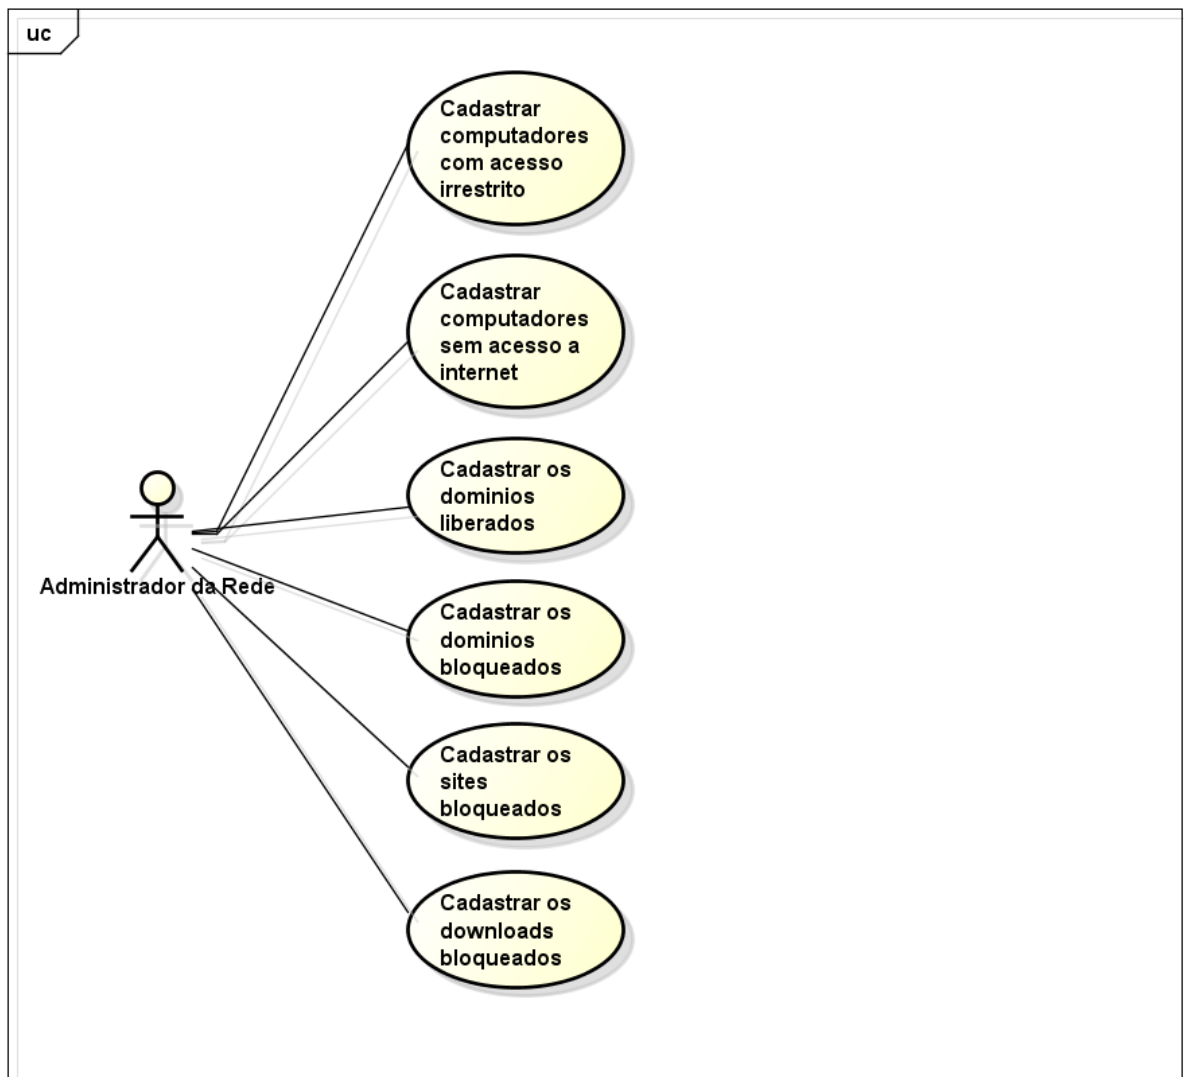 uc
Cadastrar
computadores
com acesso
irrestrito
Cadastrar
computadores
sem acesso a
internet
Cadastrar os
dominios
liberados
Administrador da Rede
Cadastrar os
dominios
bloqueados
Cadastrar os
sites
bloqueados
Cadastrar os
downloads
bloqueados